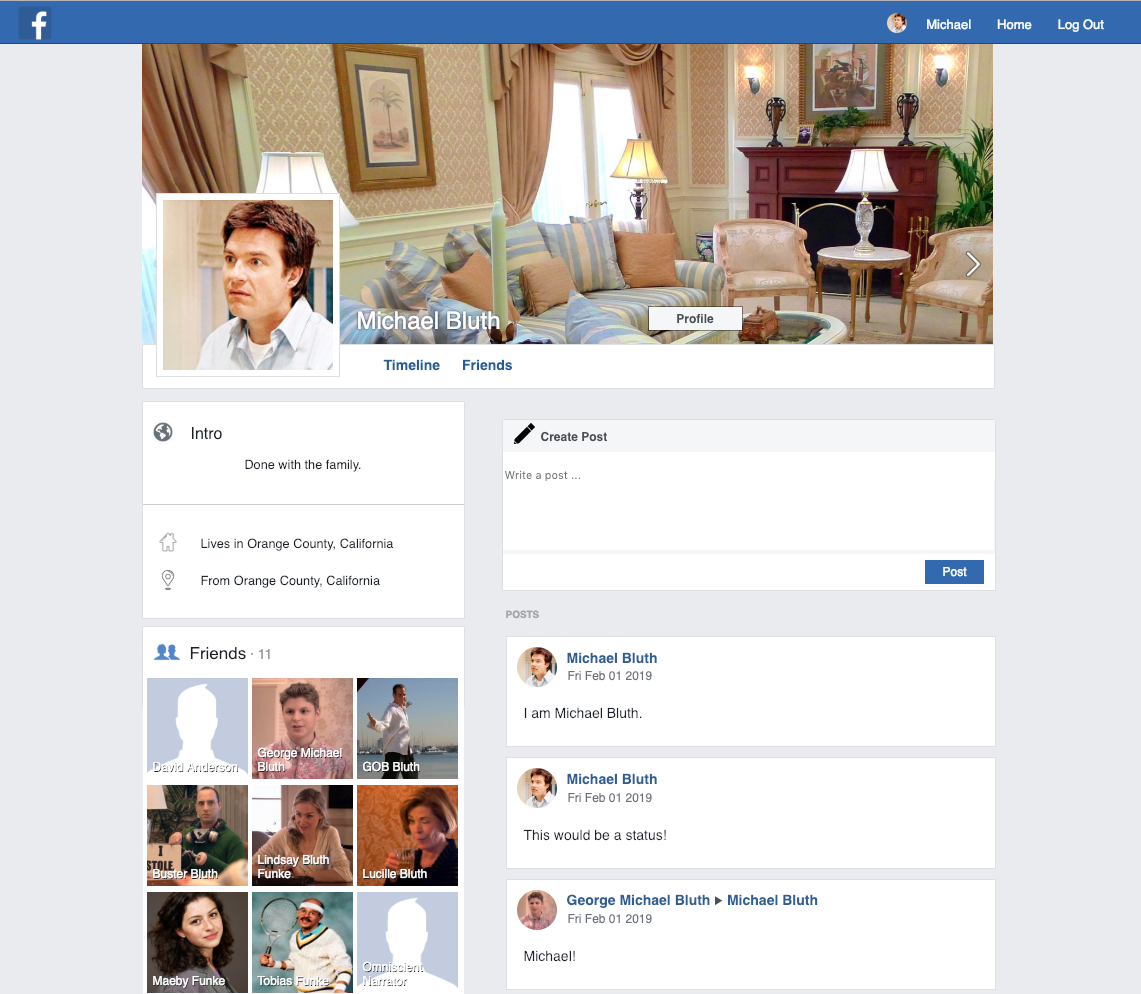 f
Michael
Home
Log Out
Michael Bluth
Profile
Timeline
Friends
Intro
Done with the family.
Lives in Orange County, California
From Orange County, California
Friends · 11
David Anderson
George Michael
Bluth
GOB Bluth
I
STOLE
Buster Bluth
Lindsay Bluth
Funke
Lucille Bluth
Maeby Funke
Tobias Funke
Omniscient
Narrator
Create Post
Write a post ...
Post
POSTS
Michael Bluth
Fri Feb 01 2019
I am Michael Bluth.
Michael Bluth
Fri Feb 01 2019
This would be a status!
George Michael Bluth ▸ Michael Bluth
Fri Feb 01 2019
Michael!